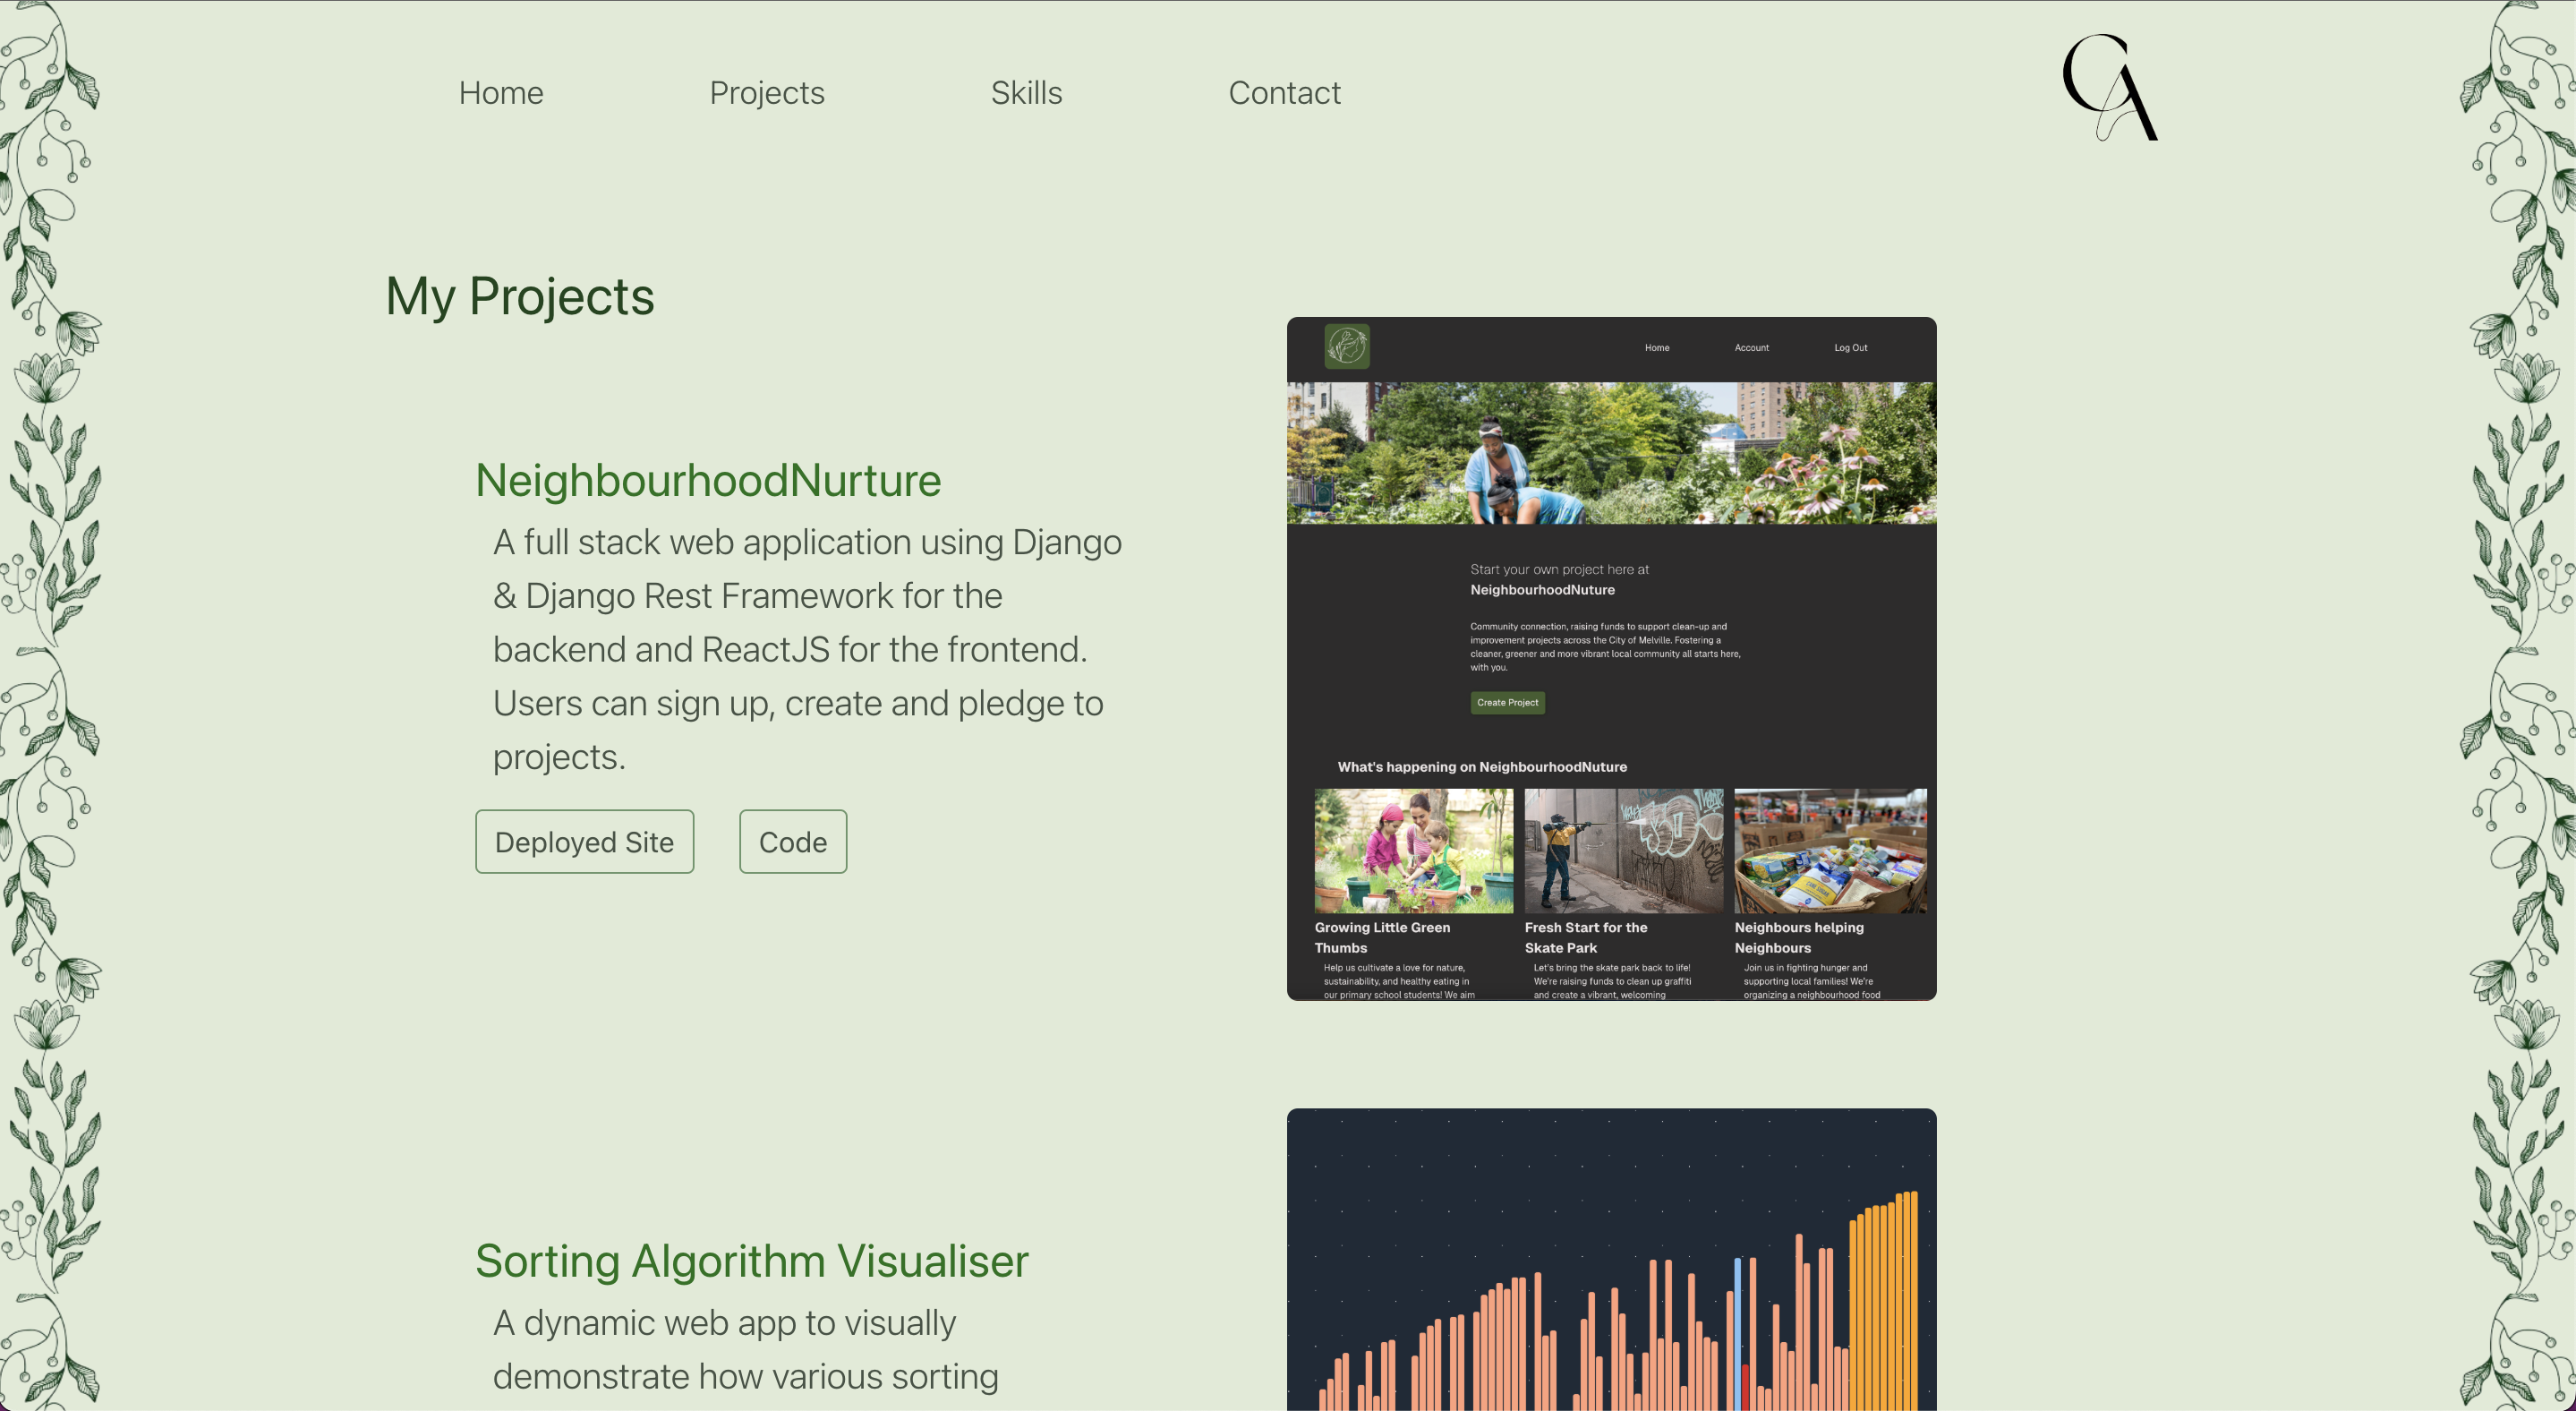 Home Projects Skills Contact
CA
My Projects
NeighbourhoodNurture
A full stack web application using Django
& Django Rest Framework for the
backend and ReactJS for the frontend.
Users can sign up, create and pledge to
projects.
Deployed Site Code
Home Account Log Out
Start your own project here at
NeighbourhoodNuture
Community connection, raising funds to support clean-up and
improvement projects across the City of Melville. Fostering a
cleaner, greener and more vibrant local community all starts here,
with you.
Create Project
What's happening on NeighbourhoodNuture
Growing Little Green
Thumbs
Help us cultivate a love for nature,
sustainability, and healthy eating in
our primary school students! We aim
Fresh Start for the
Skate Park
Let's bring the skate park back to life!
We're raising funds to clean up graffiti
and create a vibrant, welcoming
Neighbours helping
Neighbours
Join us in fighting hunger and
supporting local families! We're
organizing a neighbourhood food
Sorting Algorithm Visualiser
A dynamic web app to visually
demonstrate how various sorting